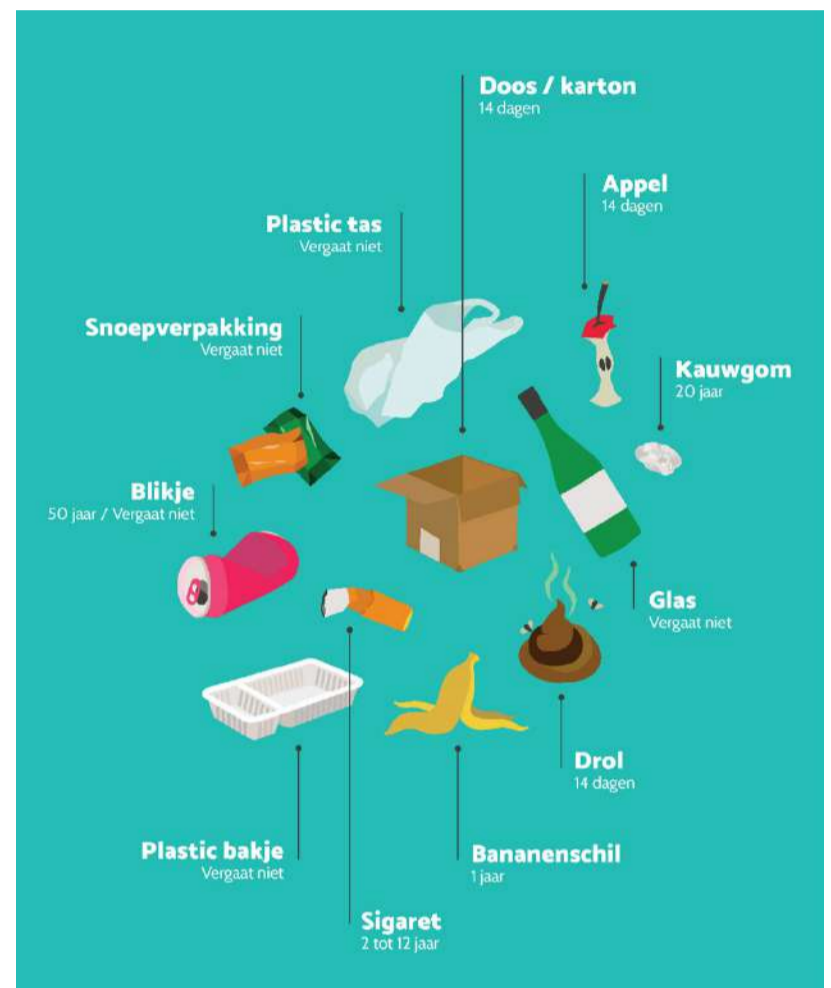 Doos / karton
14 dagen
Appel
14 dagen
Plastic tas
Vergaat niet
Snoepverpakking
Vergaat niet
Kauwgom
20 jaar
Blikje
50 jaar / Vergaat niet
Glas
Vergaat niet
Drol
14 dagen
Plastic bakje
Vergaat niet
Bananenschil
1 jaar
Sigaret
2 tot 12 jaar